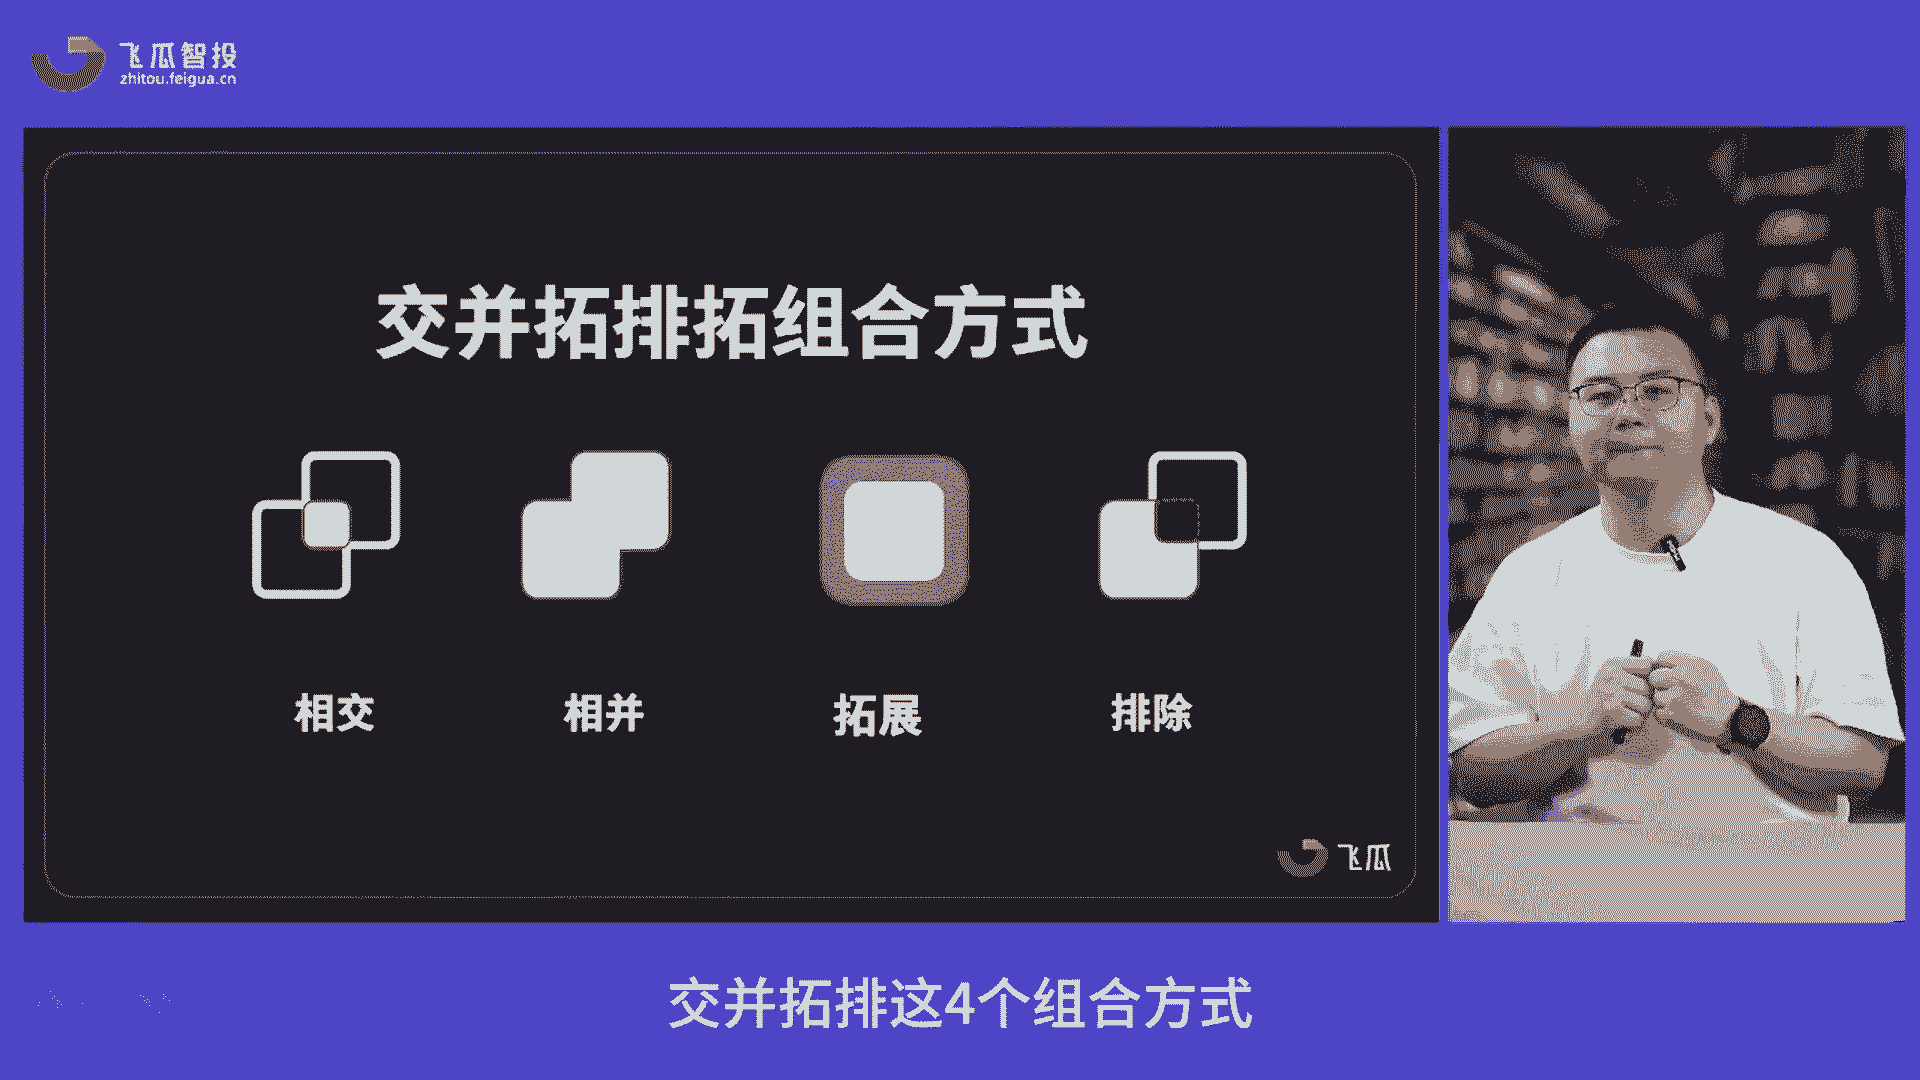 飞瓜智投
zhitou.feigua.cn
交并拓排拓组合方式
相交
相并
拓展
排除
飞瓜
交并拓排这4个组合方式